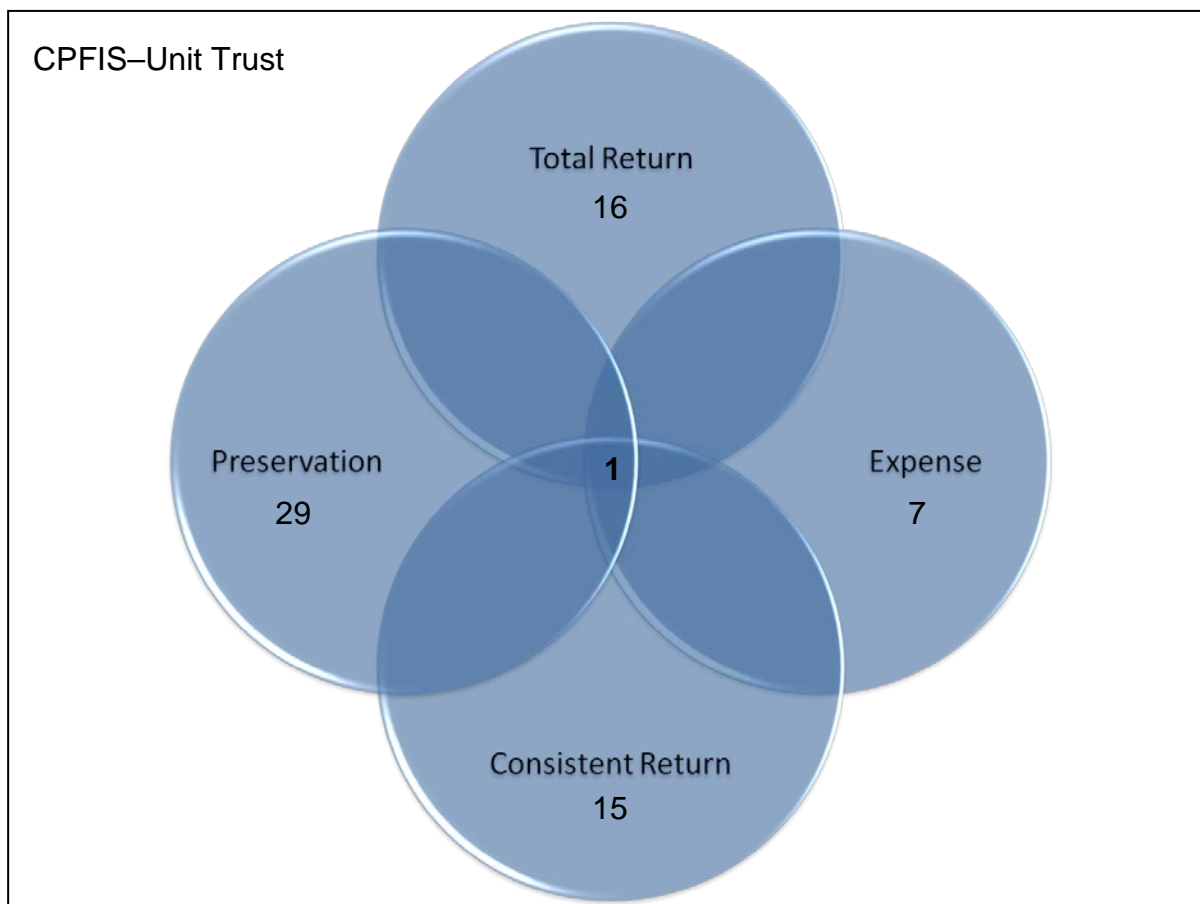 CPFIS–Unit Trust
Total Return
16
Preservation
29
1
Expense
7
Consistent Return
15